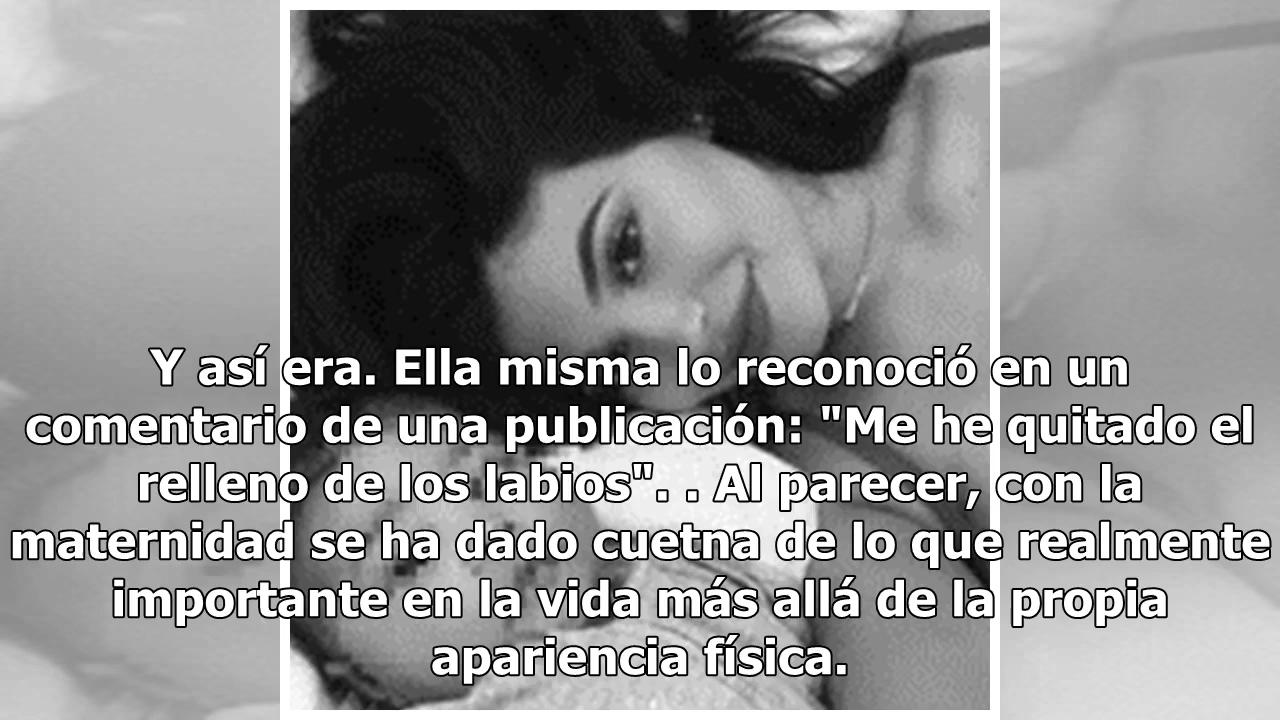 Y así era. Ella misma lo reconoció en un
comentario de una publicación: "Me he quitado el
relleno de los labios". . Al parecer, con la
maternidad se ha dado cuetna de lo que realmente
importante en la vida más allá de la propia
apariencia física.